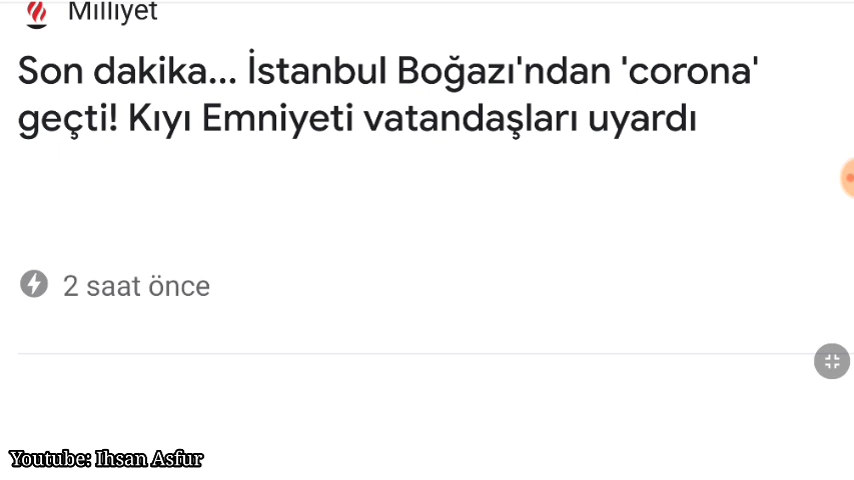 Milliyet
Son dakika... İstanbul Boğazı'ndan 'corona'
geçti! Kıyı Emniyeti vatandaşları uyardı
2 saat önce
Youtube: Ihsan Asfur